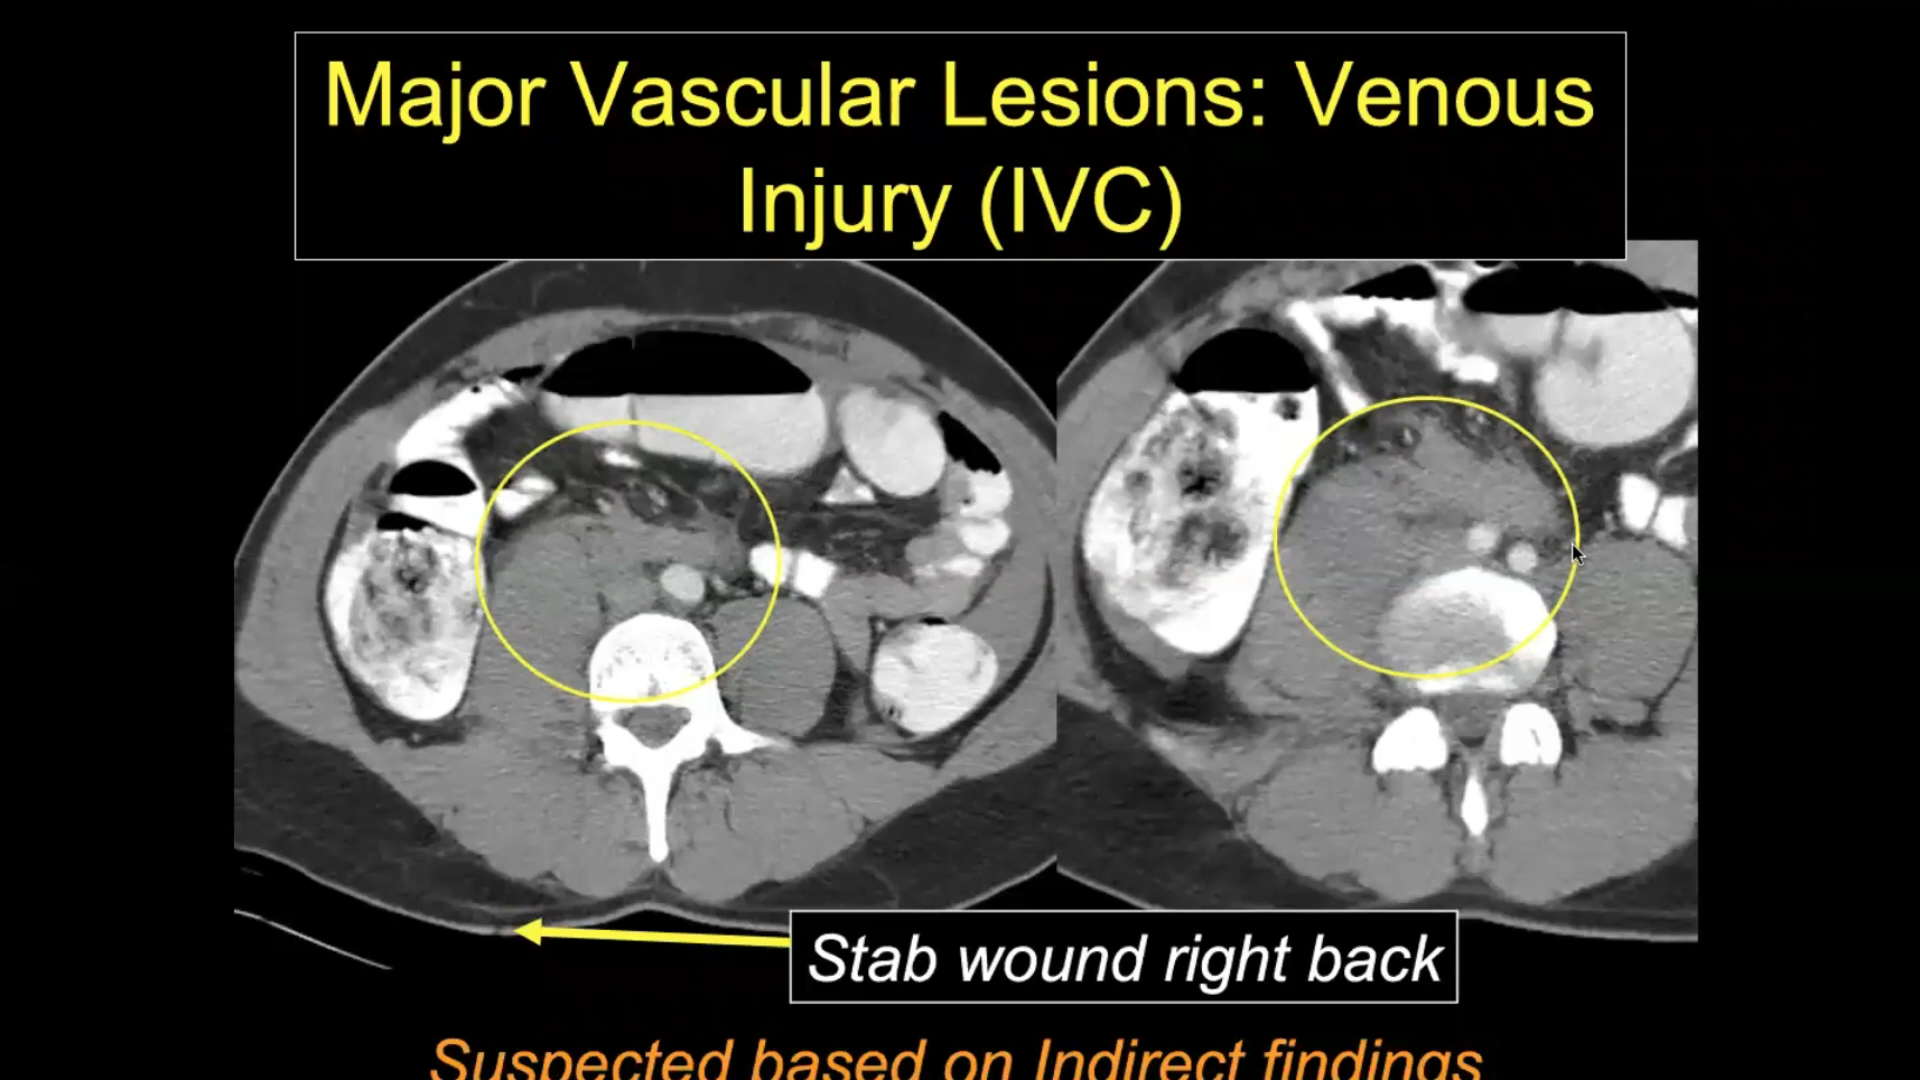 Major Vascular Lesions: Venous
Injury (IVC)
Stab wound right back
Suspected based on Indirect findings